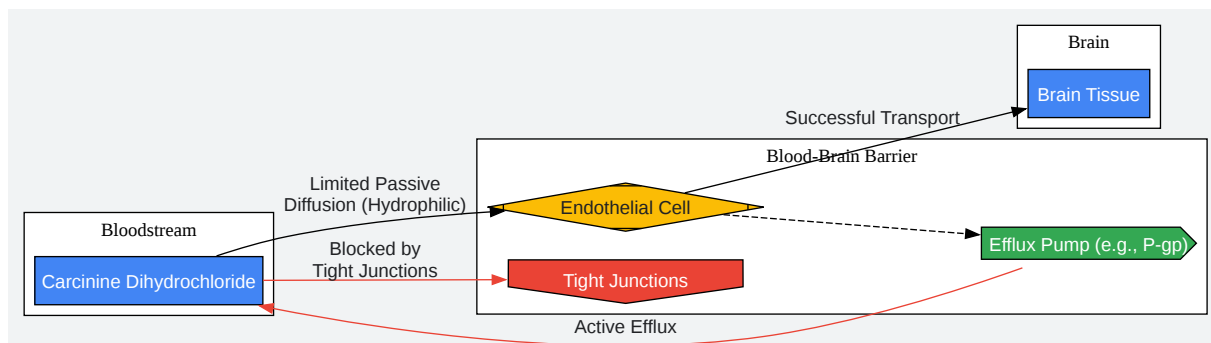 Brain
Brain Tissue
Successful Transport
Blood-Brain Barrier
Limited Passive
Diffusion (Hydrophilic)
Endothelial Cell
Bloodstream
Efflux Pump (e.g., P-gp)
Blocked by
Tight Junctions
Carcinine Dihydrochloride
Tight Junctions
Active Efflux